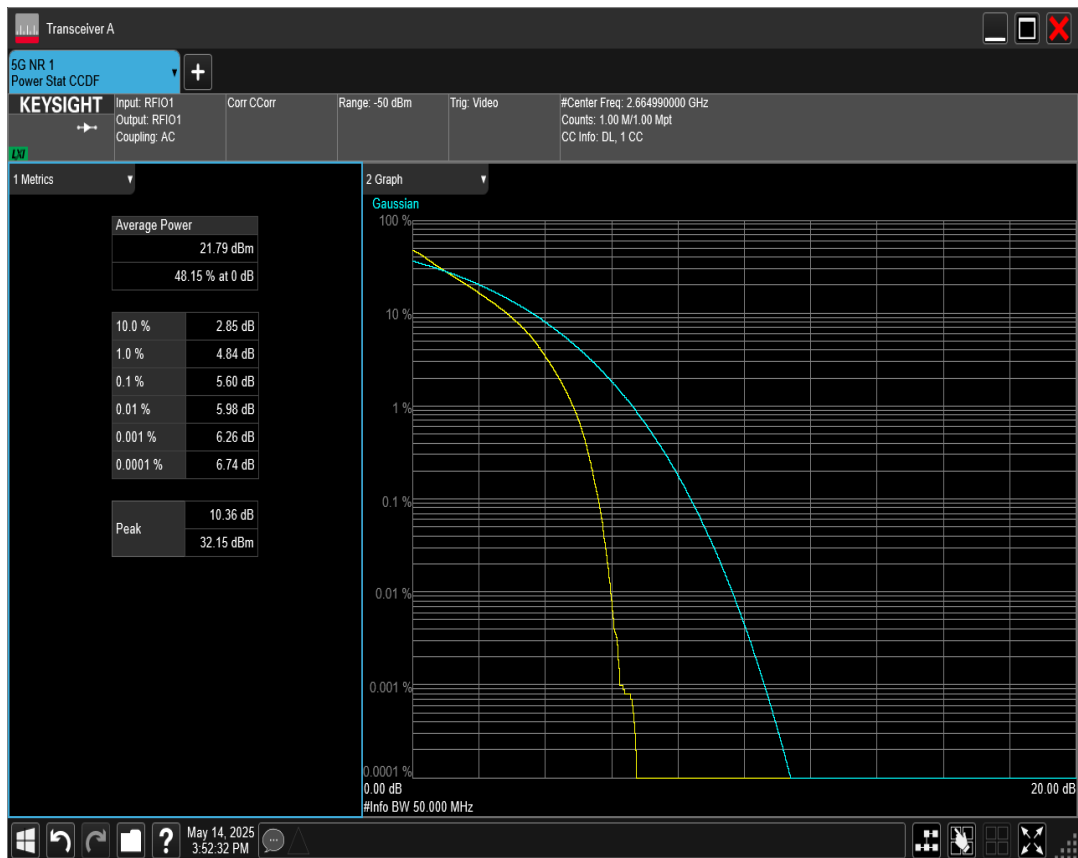 Transceiver A
5G NR 1
Power Stat CCDF
KEYSIGHT
LXI
Input: RFIO1
Output: RFIO1
Coupling: AC
Corr CCorr
Range: -50 dBm
Trig: Video
#Center Freq: 2.664990000 GHz
Counts: 1.00 M/1.00 Mpt
CC Info: DL, 1 CC
1 Metrics
Average Power
21.79 dBm
48.15 % at 0 dB
10.0 % 2.85 dB
1.0 % 4.84 dB
0.1 % 5.60 dB
0.01 % 5.98 dB
0.001 % 6.26 dB
0.0001 % 6.74 dB
Peak
10.36 dB
32.15 dBm
2 Graph
Gaussian
100 %
10 %
1 %
0.1 %
0.01 %
0.001 %
0.0001 %
0.00 dB 20.00 dB
#Info BW 50.000 MHz
?
May 14, 2025
3:52:32 PM